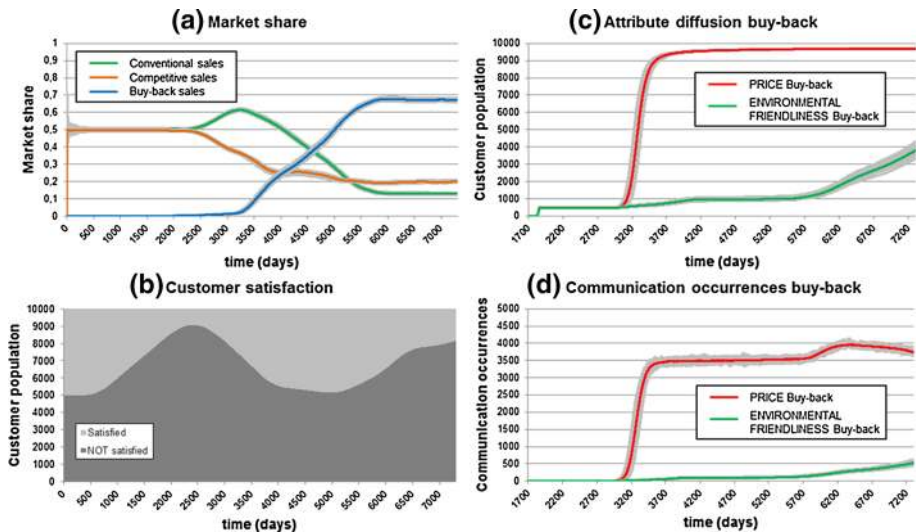 (a) Market share
Market share
1
0,9
0,8
0,7
0,6
0,5
0,4
0,3
0,2
0,1
0
Conventional sales
Competitive sales
Buy-back sales
0 500 1000 1500 2000 2500 3000 3500 4000 4500 5000 5500 6000 6500 7000
time (days)
(c) Attribute diffusion buy-back
Customer population
10000
9000
8000
7000
6000
5000
4000
3000
2000
1000
0
PRICE Buy-back
ENVIRONMENTAL
FRIENDLINESS Buy-back
1700 2200 2700 3200 3700 4200 4700 5200 5700 6200 6700 7200
time (days)
(b) Customer satisfaction
Customer population
10000
9000
8000
7000
6000
5000
4000
3000
2000
1000
0
Satisfied
NOT satisfied
0 500 1000 1500 2000 2500 3000 3500 4000 4500 5000 5500 6000 6500 7000
time (days)
(d) Communication occurrences buy-back
Communication occurrences
5000
4500
4000
3500
3000
2500
2000
1500
1000
500
0
PRICE Buy-back
ENVIRONMENTAL
FRIENDLINESS Buy-back
1700 2200 2700 3200 3700 4200 4700 5200 5700 6200 6700 7200
time (days)